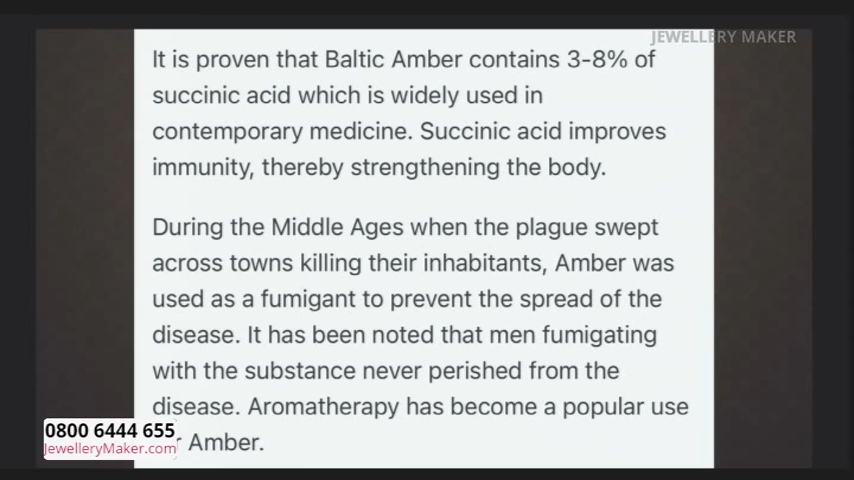 JEWELLERY MAKER
It is proven that Baltic Amber contains 3-8% of
succinic acid which is widely used in
contemporary medicine. Succinic acid improves
immunity, thereby strengthening the body.
During the Middle Ages when the plague swept
across towns killing their inhabitants, Amber was
used as a fumigant to prevent the spread of the
disease. It has been noted that men fumigating
with the substance never perished from the
disease. Aromatherapy has become a popular use
Amber.
0800 6444 655
JewelleryMaker.com